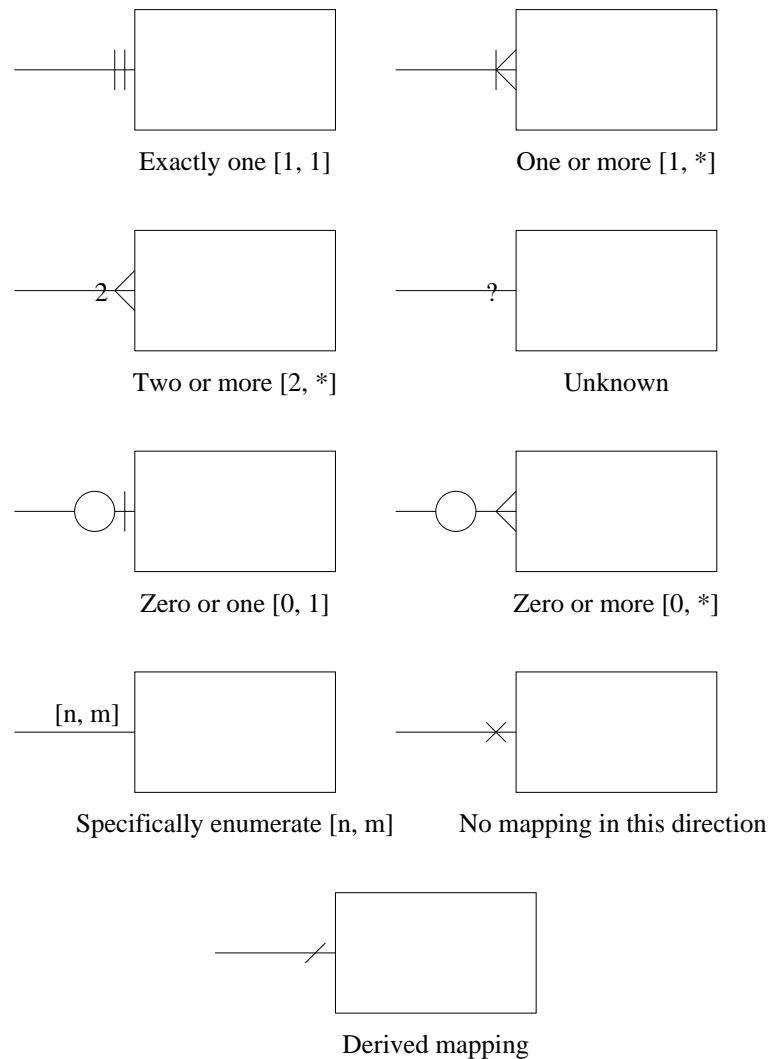 Exactly one [1, 1]
One or more [1, *]
2
?
Two or more [2, *]
Unknown
Zero or one [0, 1]
Zero or more [0, *]
[n, m]
Specifically enumerate [n, m]
No mapping in this direction
Derived mapping